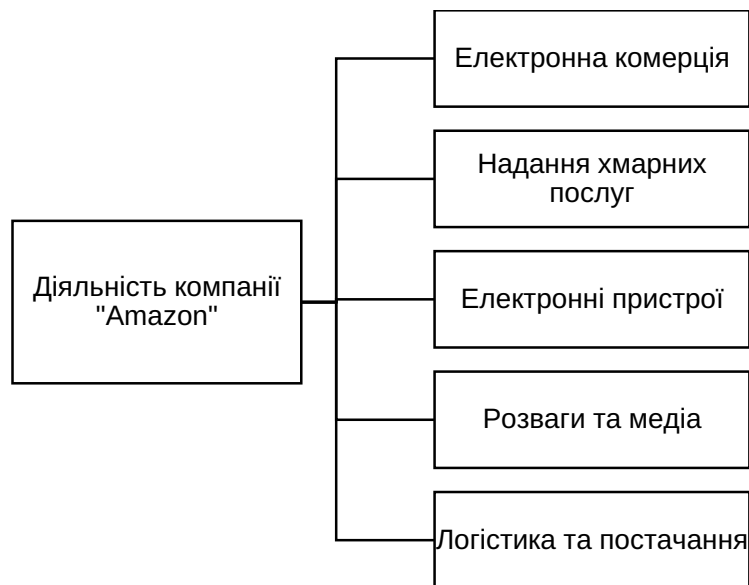 Електронна комерція
Надання хмарних
послуг
Діяльність компанії
"Amazon"
Електронні пристрої
Розваги та медіа
Логістика та постачання